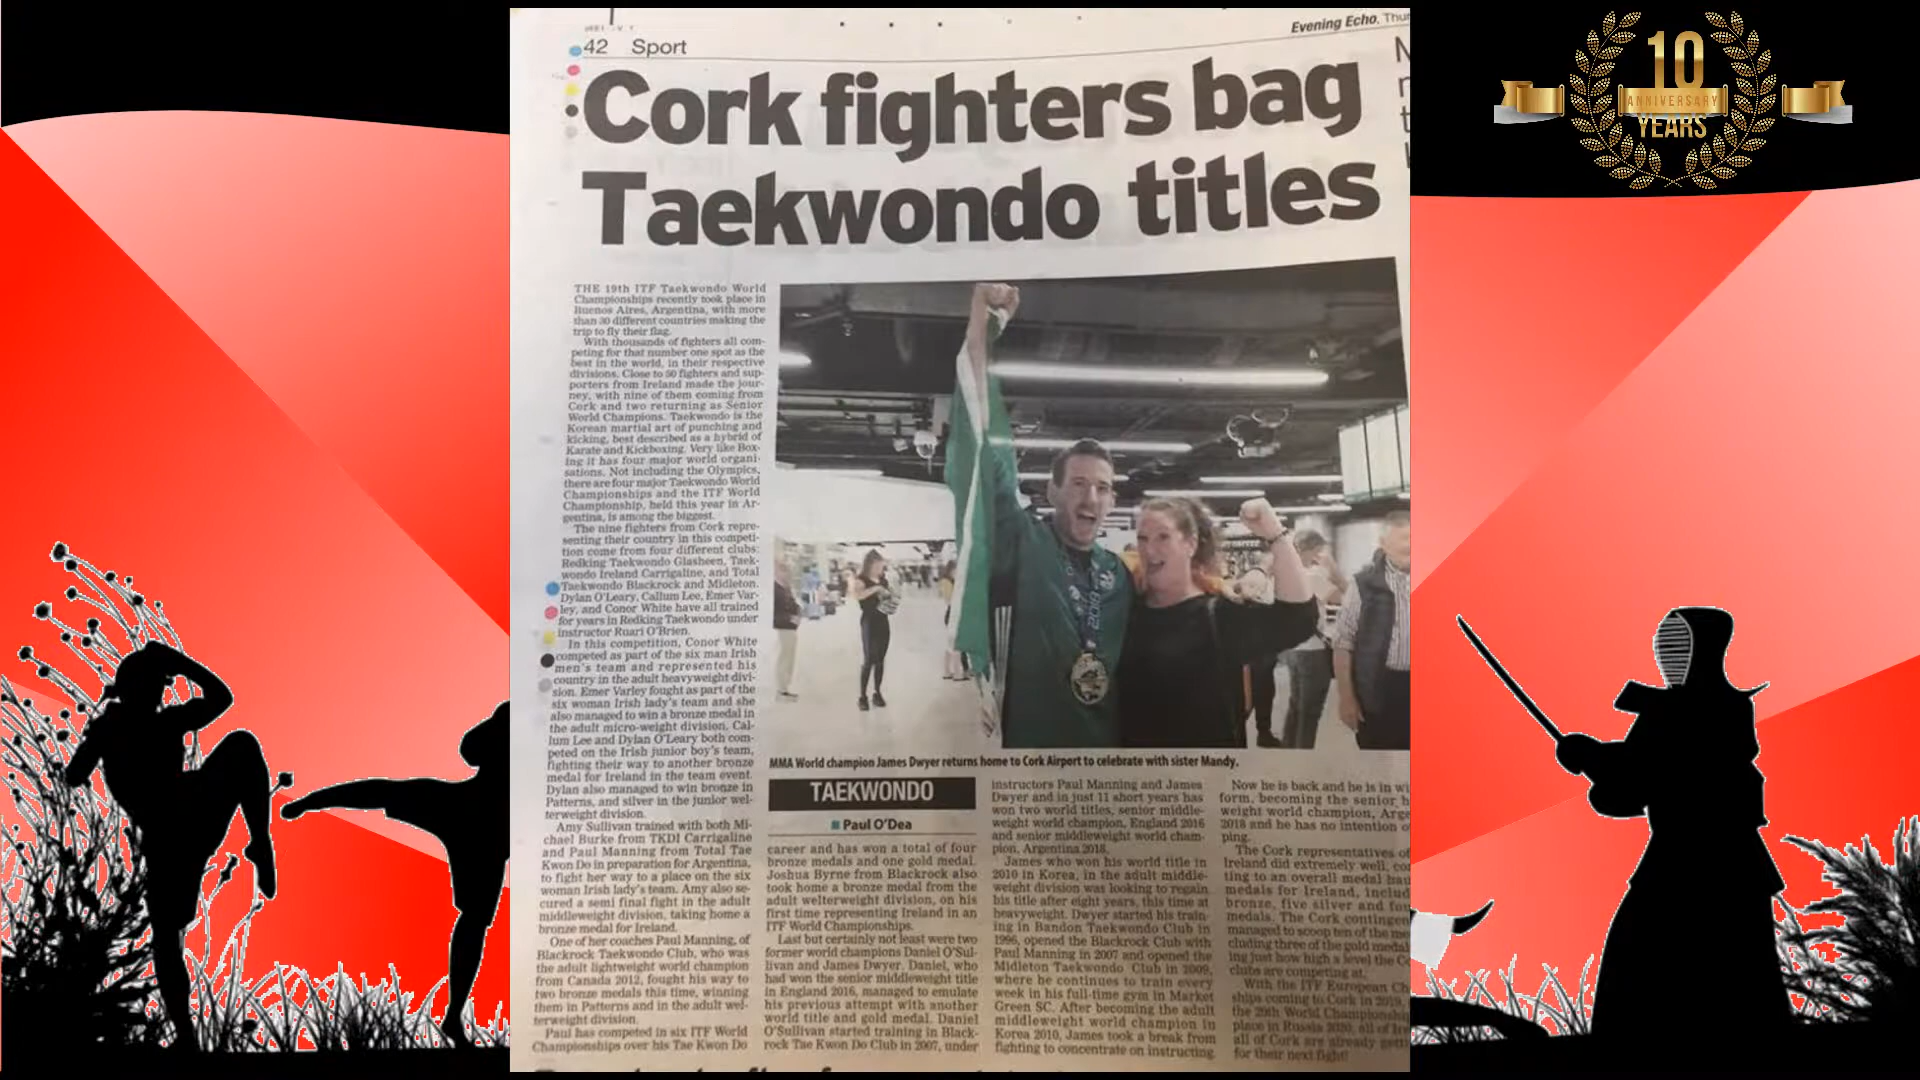 42 Sport
Evening Echo, Thur
Cork fighters bag
Taekwondo titles
10
ANNIVERSARY
YEARS
THE 19th ITF Taekwondo World
Championships recently took place in
Buenos Aires, Argentina, with more
than 30 different countries making the
trip to fly their flag.
With thousands of fighters all com-
peting for that number one spot as the
best in the world, in their respective
divisions. Close to 50 fighters and sup-
porters from Ireland made the jour-
ney, with nine of them coming from
Cork and two returning as Senior
World Champions. Taekwondo is the
Korean martial art of punching and
kicking, best described as a hybrid of
Karate and Kickboxing. Very like Box-
ing it has four major world organi-
sations. Not including the Olympics,
there are four major Taekwondo World
Championships and the ITF World
Championship, held this year in Ar-
gentina, is among the biggest.
The nine fighters from Cork repre-
senting their country in this competi-
tion come from four different clubs:
Redking Taekwondo Glasheen, Taek-
wondo Ireland Carrigaline, and Total
Taekwondo Blackrock and Midleton.
Dylan O'Leary, Callum Lee, Emer Var-
ley, and Conor White have all trained
for years in Redking Taekwondo under
instructor Ruari O'Brien.
In this competition, Conor White
competed as part of the six man Irish
men's team and represented his
country in the adult heavyweight divi-
sion. Emer Varley fought as part of the
six woman Irish lady's team and she
also managed to win a bronze medal in
the adult micro-weight division. Cal-
lum Lee and Dylan O'Leary both com-
peted on the Irish junior boy's team,
fighting their way to another bronze
medal for Ireland in the team event.
Dylan also managed to win bronze in
Patterns, and silver in the junior wel-
terweight division.
Amy Sullivan trained with both Mi-
chael Burke from TKDI Carrigaline
and Paul Manning from Total Tae
Kwon Do in preparation for Argentina,
to fight her way to a place on the six
woman Irish lady's team. Amy also se-
cured a semi final fight in the adult
middleweight division, taking home a
bronze medal for Ireland.
One of her coaches Paul Manning, of
Blackrock Taekwondo Club, who was
the adult lightweight world champion
from Canada 2012, fought his way to
two bronze medals this time, winning
them in Patterns and in the adult wel-
terweight division.
Paul has competed in six ITF World
Championships over his Tae Kwon Do
MMA World champion James Dwyer returns home to Cork Airport to celebrate with sister Mandy.
TAEKWONDO
Paul O'Dea
career and has won a total of four
bronze medals and one gold medal.
Joshua Byrne from Blackrock also
took home a bronze medal from the
adult welterweight division, on his
first time representing Ireland in an
ITF World Championships.
Last but certainly not least were two
former world champions Daniel O'Sul-
livan and James Dwyer. Daniel, who
had won the senior middleweight title
in England 2016, managed to emulate
his previous attempt with another
world title and gold medal. Daniel
O'Sullivan started training in Black-
rock Tae Kwon Do Club in 2007, under
instructors Paul Manning and James
Dwyer and in just 11 short years has
won two world titles, senior middle-
weight world champion, England 2016
and senior middleweight world cham-
pion, Argentina 2018.
James who won his world title in
2010 in Korea, in the adult middle-
weight division was looking to regain
his title after eight years, this time at
heavyweight. Dwyer started his train-
ing in Bandon Taekwondo Club in
1996, opened the Blackrock Club with
Paul Manning in 2007 and opened the
Midleton Taekwondo Club in 2009,
where he continues to train every
week in his full-time gym in Market
Green SC. After becoming the adult
middleweight world champion in
Korea 2010, James took a break from
fighting to concentrate on instructing.
Now he is back and he is in wi
form, becoming the senior h
weight world champion, Arge
2018 and he has no intention o
ping.
The Cork representatives of
Ireland did extremely well, con
ting to an overall medal hau
medals for Ireland, includ
bronze, five silver and fou
medals. The Cork contingen
managed to scoop ten of the me
cluding three of the gold medal
ing just how high a level the C
clubs are competing at.
With the ITF European Ch
ships coming to Cork in 2019,
the 20th World Championship
place in Russia 2020, all of
all of Cork are already gett
for their next fight!